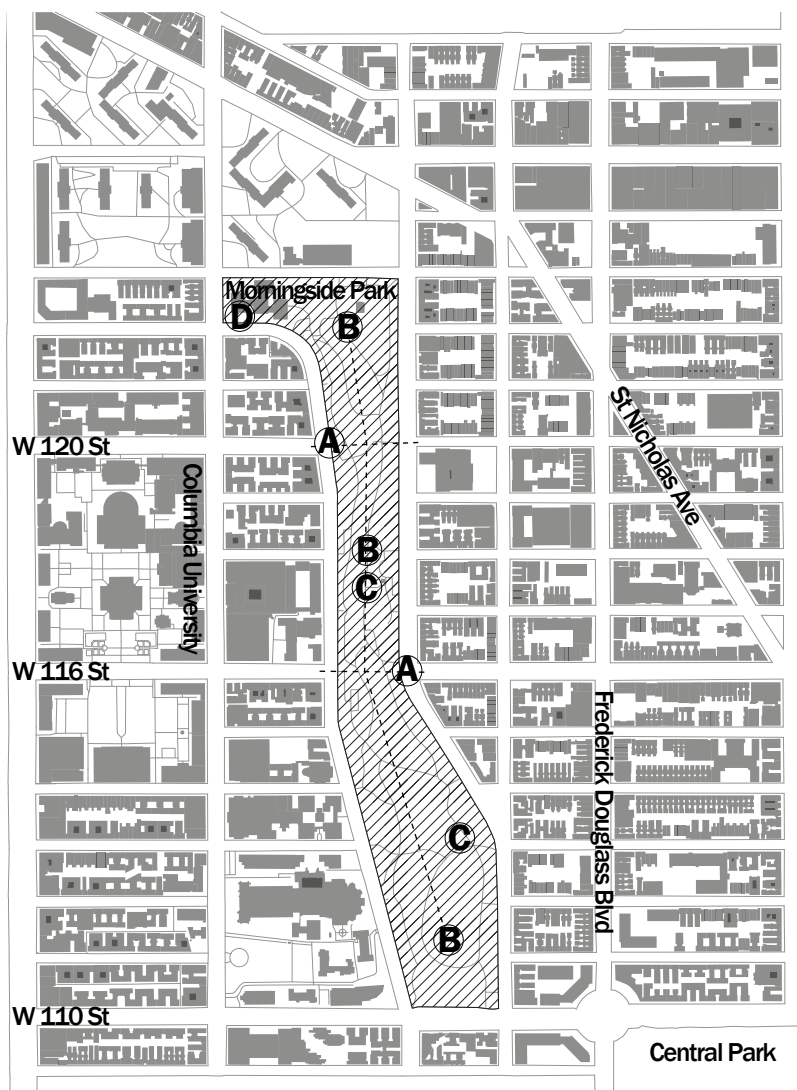 Morningside Park
D
B
A
W 120 St
St Nicholas Ave
Columbia University
B
C
W 116 St
A
Frederick Douglass Blvd
C
B
W 110 St
Central Park